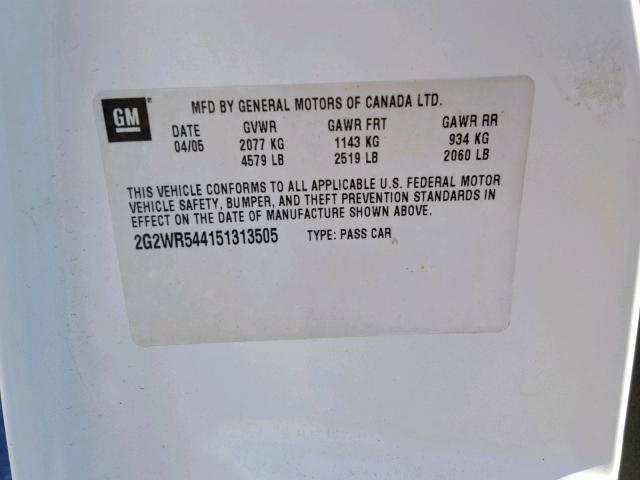 GM ®
MFD BY GENERAL MOTORS OF CANADA LTD.
DATE GVWR GAWR FRT GAWR RR
04/05 2077 KG 1143 KG 934 KG
4579 LB 2519 LB 2060 LB
THIS VEHICLE CONFORMS TO ALL APPLICABLE U.S. FEDERAL MOTOR
VEHICLE SAFETY, BUMPER, AND THEFT PREVENTION STANDARDS IN
EFFECT ON THE DATE OF MANUFACTURE SHOWN ABOVE.
2G2WR544151313505 TYPE: PASS CAR